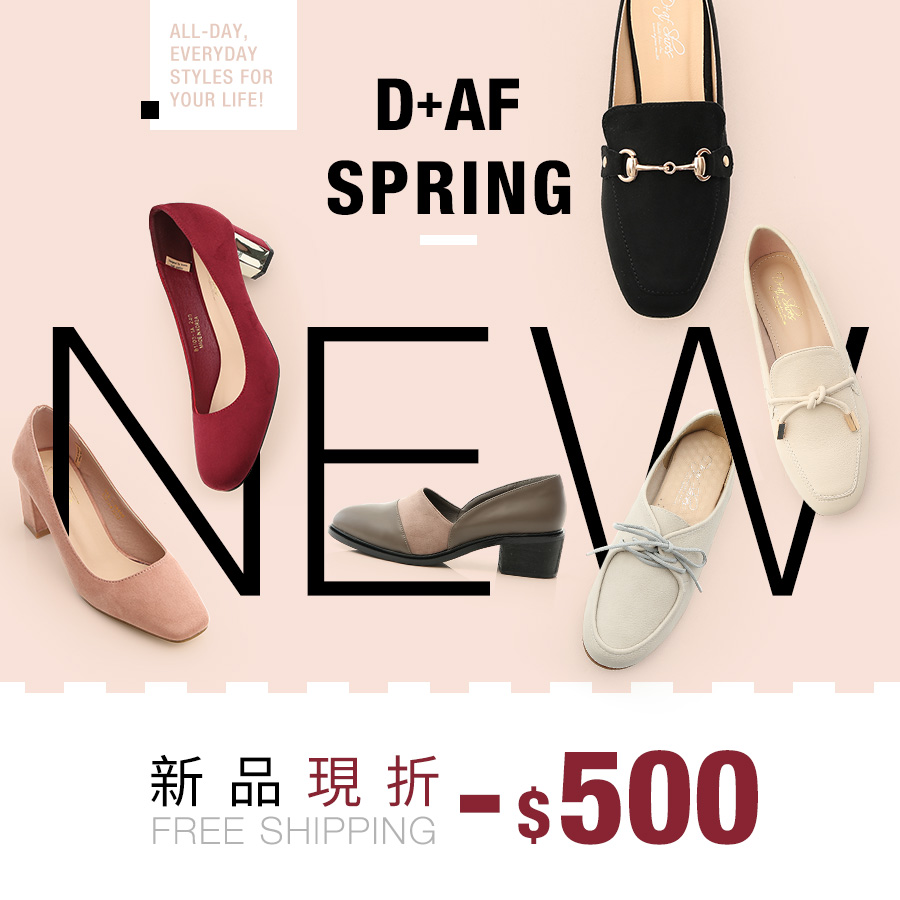 ALL-DAY,
EVERYDAY
STYLES FOR
YOUR LIFE!
D+AF
SPRING
NEW
新品現折
FREE SHIPPING
-$500